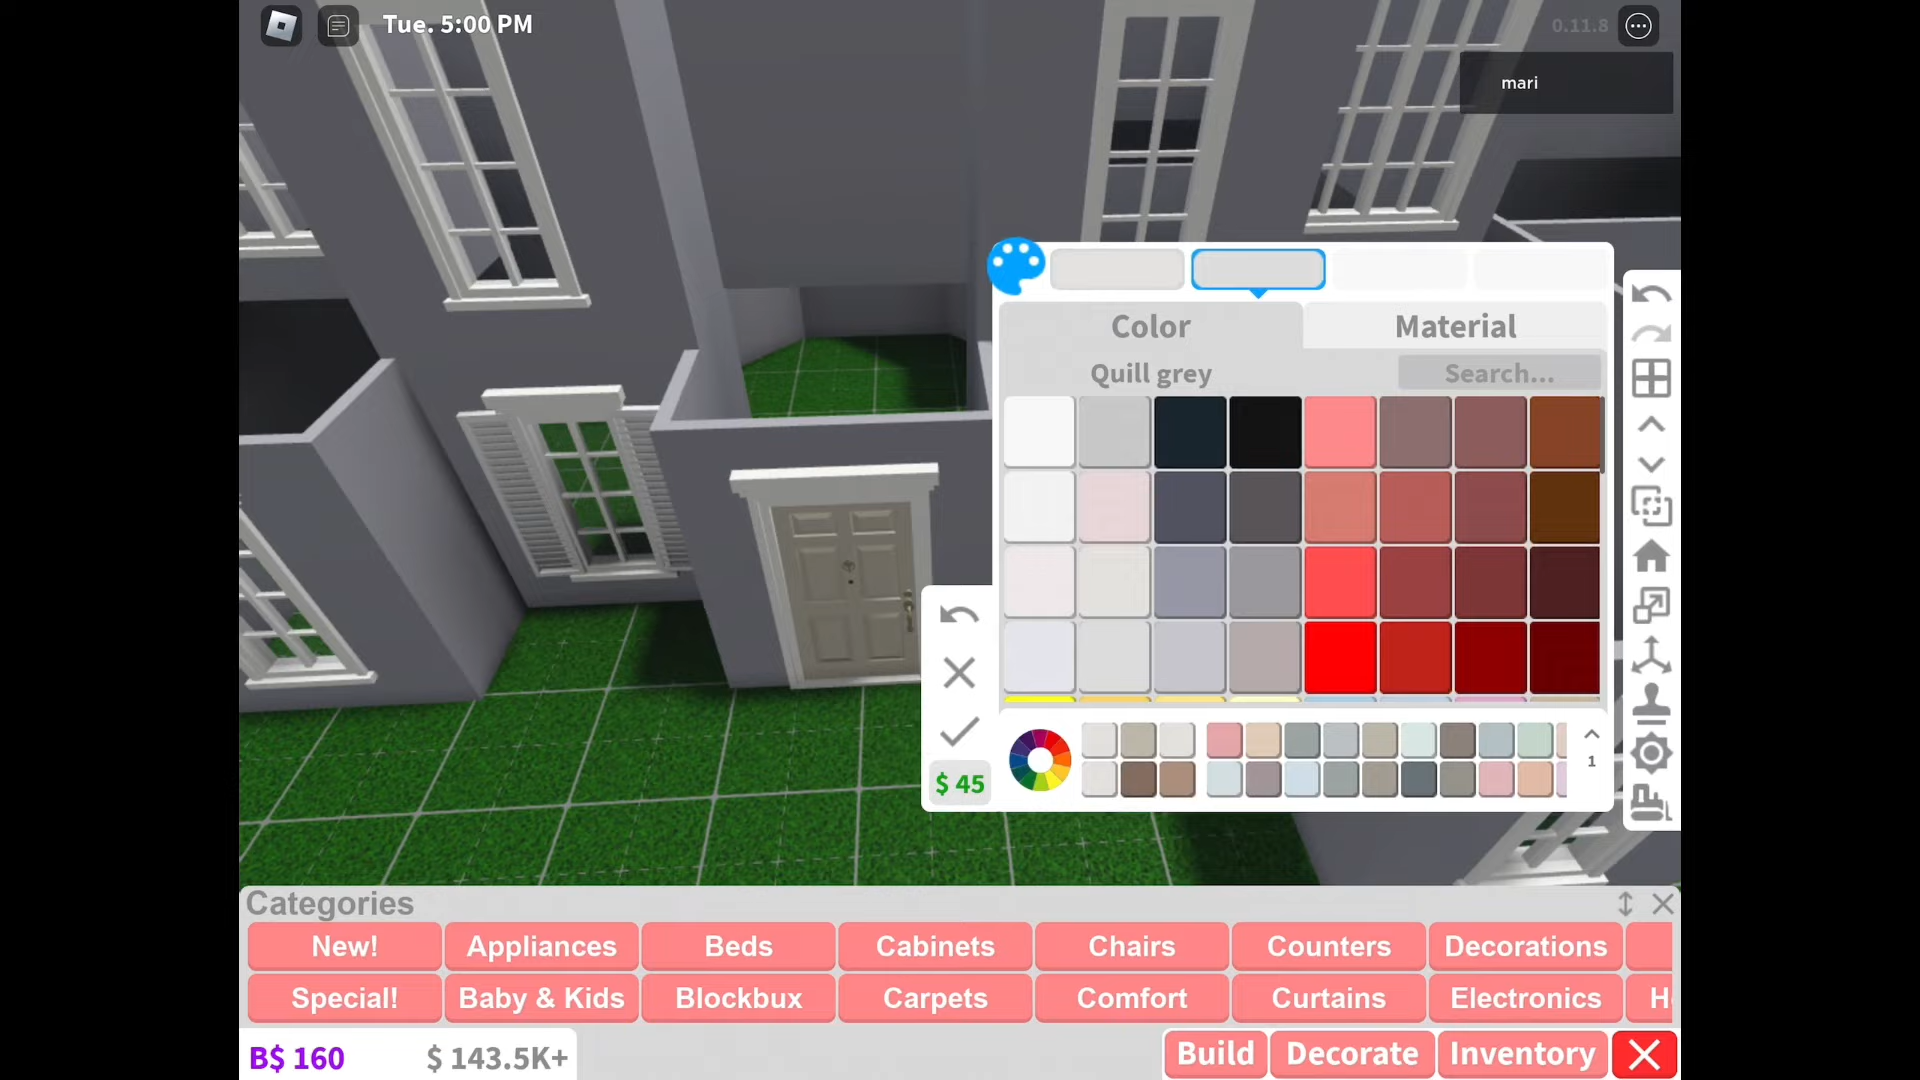 Tue. 5:00 PM
0.11.8
mari
Color
Material
Quill grey
Search...
$ 45
1
Categories
New!
Appliances
Beds
Cabinets
Chairs
Counters
Decorations
Special!
Baby & Kids
Blockbux
Carpets
Comfort
Curtains
Electronics
B$ 160
$ 143.5K+
Build
Decorate
Inventory